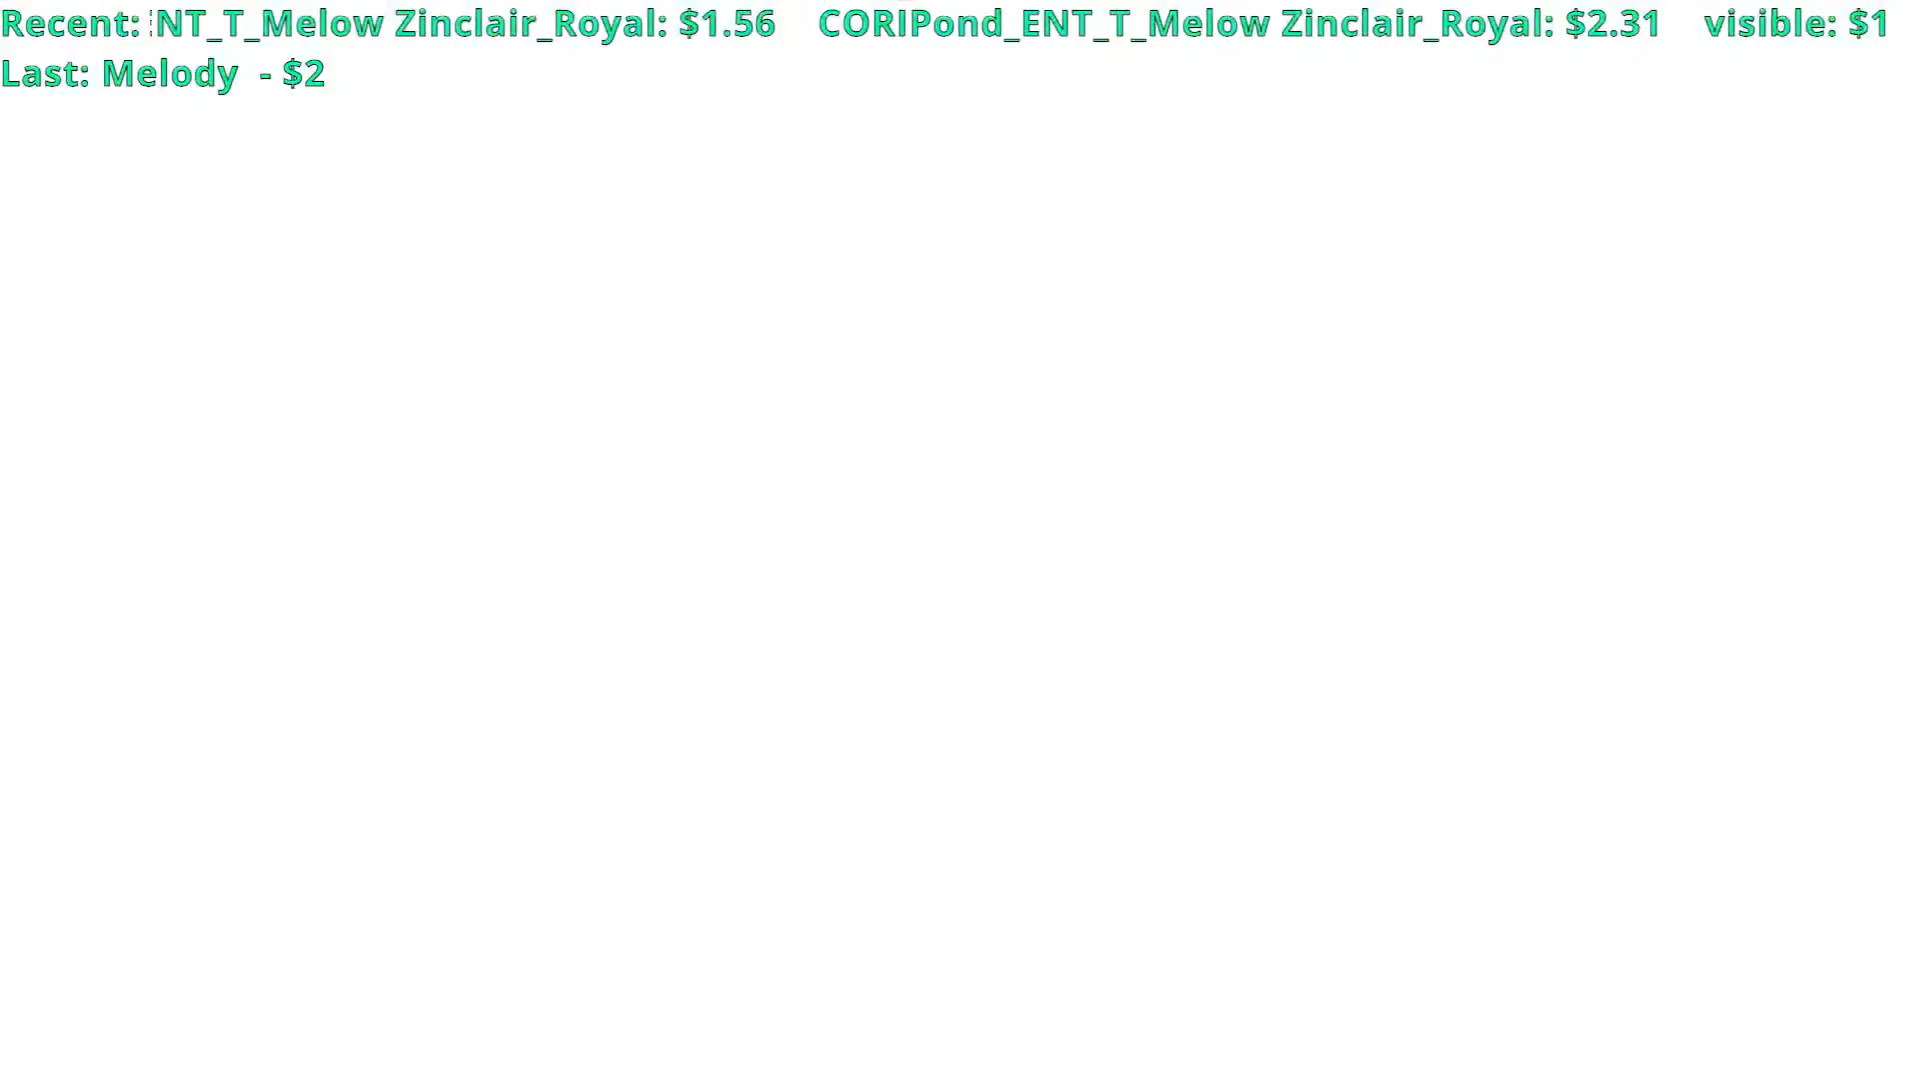 Recent: NT_T_Melow Zinclair_Royal: $1.56 CORIPond_ENT_T_Melow Zinclair_Royal: $2.31 visible: $1
Last: Melody - $2